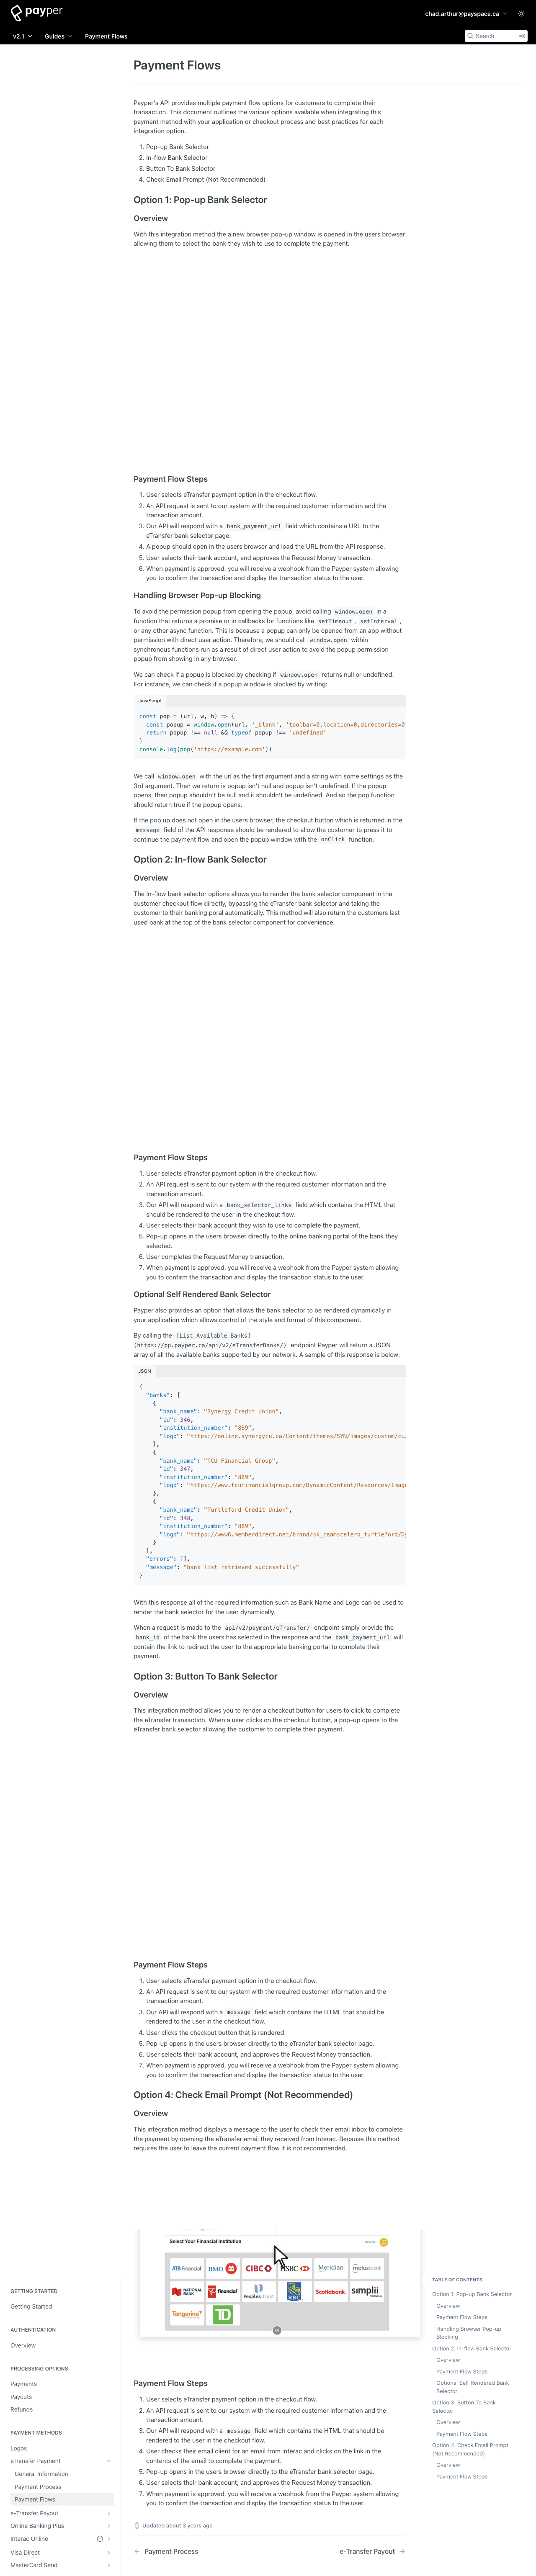 payper
chad.arthur@payspace.ca
v2.1 Guides Payment Flows Search ⌘K
Payment Flows
Payper's API provides multiple payment flow options for customers to complete their
transaction. This document outlines the various options available when integrating this
payment method with your application or checkout process and best practices for each
integration option.
1. Pop-up Bank Selector
2. In-flow Bank Selector
3. Button To Bank Selector
4. Check Email Prompt (Not Recommended)
Option 1: Pop-up Bank Selector
Overview
With this integration method the a new browser pop-up window is opened in the users browser
allowing them to select the bank they wish to use to complete the payment.
Payment Flow Steps
1. User selects eTransfer payment option in the checkout flow.
2. An API request is sent to our system with the required customer information and the
transaction amount.
3. Our API will respond with a bank_payment_url field which contains a URL to the
eTransfer bank selector page.
4. A popup should open in the users browser and load the URL from the API response.
5. User selects their bank account, and approves the Request Money transaction.
6. When payment is approved, you will receive a webhook from the Payper system allowing
you to confirm the transaction and display the transaction status to the user.
Handling Browser Pop-up Blocking
To avoid the permission popup from opening the popup, avoid calling window.open in a
function that returns a promise or in callbacks for functions like setTimeout, setInterval,
or any other async function. This is because a popup can only be opened from an app without
permission with direct user action. Therefore, we should call window.open within
synchronous functions run as a result of direct user action to avoid the popup permission
popup from showing in any browser.
We can check if a popup is blocked by checking if window.open returns null or undefined.
For instance, we can check if a popup window is blocked by writing:
JavaScript
const pop = (url, w, h) => {
const popup = window.open(url, '_blank', 'toolbar=0,location=0,directories=0
return popup !== null && typeof popup !== 'undefined'
}
console.log(pop('https://example.com'))
We call window.open with the url as the first argument and a string with some settings as the
3rd argument. Then we return is popup isn't null and popup isn't undefined. If the popup
opens, then popup shouldn't be null and it shouldn't be undefined. And so the pop function
should return true if the popup opens.
If the pop up does not open in the users browser, the checkout button which is returned in the
message field of the API response should be rendered to allow the customer to press it to
continue the payment flow and open the popup window with the onClick function.
Option 2: In-flow Bank Selector
Overview
The In-flow bank selector options allows you to render the bank selector component in the
customer checkout flow directly, bypassing the eTransfer bank selector and taking the
customer to their banking poral automatically. This method will also return the customers last
used bank at the top of the bank selector component for convenience.
Payment Flow Steps
1. User selects eTransfer payment option in the checkout flow.
2. An API request is sent to our system with the required customer information and the
transaction amount.
3. Our API will respond with a bank_selector_links field which contains the HTML that
should be rendered to the user in the checkout flow.
4. User selects their bank account they wish to use to complete the payment.
5. Pop-up opens in the users browser directly to the online banking portal of the bank they
selected.
6. User completes the Request Money transaction.
7. When payment is approved, you will receive a webhook from the Payper system allowing
you to confirm the transaction and display the transaction status to the user.
Optional Self Rendered Bank Selector
Payper also provides an option that allows the bank selector to be rendered dynamically in
your application which allows control of the style and format of this component.
By calling the [List Available Banks]
(https://pp.payper.ca/api/v2/eTransferBanks/) endpoint Payper will return a JSON
array of all the available banks supported by our network. A sample of this response is below:
JSON
{
"banks": [
{
"bank_name": "Synergy Credit Union",
"id": 346,
"institution_number": "889",
"logo": "https://online.synergycu.ca/Content/themes/SYN/images/custom/cu
},
{
"bank_name": "TCU Financial Group",
"id": 347,
"institution_number": "889",
"logo": "https://www.tcufinancialgroup.com/DynamicContent/Resources/Image
},
{
"bank_name": "Turtleford Credit Union",
"id": 348,
"institution_number": "889",
"logo": "https://www6.memberdirect.net/brand/sk_ceamscelero_turtleford/Dy
}
],
"errors": [],
"message": "bank list retrieved successfully"
}
With this response all of the required information such as Bank Name and Logo can be used to
render the bank selector for the user dynamically.
When a request is made to the api/v2/payment/eTransfer/ endpoint simply provide the
bank_id of the bank the users has selected in the response and the bank_payment_url will
contain the link to redirect the user to the appropriate banking portal to complete their
payment.
Option 3: Button To Bank Selector
Overview
This integration method allows you to render a checkout button for users to click to complete
the eTransfer transaction. When a user clicks on the checkout button, a pop-up opens to the
eTransfer bank selector allowing the customer to complete their payment.
Payment Flow Steps
1. User selects eTransfer payment option in the checkout flow.
2. An API request is sent to our system with the required customer information and the
transaction amount.
3. Our API will respond with a message field which contains the HTML that should be
rendered to the user in the checkout flow.
4. User clicks the checkout button that is rendered.
5. Pop-up opens in the users browser directly to the eTransfer bank selector page.
6. User selects their bank account, and approves the Request Money transaction.
7. When payment is approved, you will receive a webhook from the Payper system allowing
you to confirm the transaction and display the transaction status to the user.
Option 4: Check Email Prompt (Not Recommended)
Overview
This integration method displays a message to the user to check their email inbox to complete
the payment by opening the eTransfer email they received from Interac. Because this method
requires the user to leave the current payment flow it is not recommended.
Select Your Financial Institution Search
ATB Financial BMO CIBC HSBC Meridian motusbank
NATIONAL BANK financial Peoples Trust RBC Scotiabank simplii
Tangerine TD
Payment Flow Steps
1. User selects eTransfer payment option in the checkout flow.
2. An API request is sent to our system with the required customer information and the
transaction amount.
3. Our API will respond with a message field which contains the HTML that should be
rendered to the user in the checkout flow.
4. User checks their email client for an email from Interac and clicks on the link in the
contents of the email to complete the payment.
5. Pop-up opens in the users browser directly to the eTransfer bank selector page.
6. User selects their bank account, and approves the Request Money transaction.
7. When payment is approved, you will receive a webhook from the Payper system allowing
you to confirm the transaction and display the transaction status to the user.
Updated about 3 years ago
← Payment Process e-Transfer Payout →
GETTING STARTED
Getting Started
AUTHENTICATION
Overview
PROCESSING OPTIONS
Payments
Payouts
Refunds
PAYMENT METHODS
Logos
eTransfer Payment
General Information
Payment Process
Payment Flows
e-Transfer Payout
Online Banking Plus
Interac Online
Visa Direct
MasterCard Send
TABLE OF CONTENTS
Option 1: Pop-up Bank Selector
Overview
Payment Flow Steps
Handling Browser Pop-up
Blocking
Option 2: In-flow Bank Selector
Overview
Payment Flow Steps
Optional Self Rendered Bank
Selector
Option 3: Button To Bank
Selector
Overview
Payment Flow Steps
Option 4: Check Email Prompt
(Not Recommended)
Overview
Payment Flow Steps